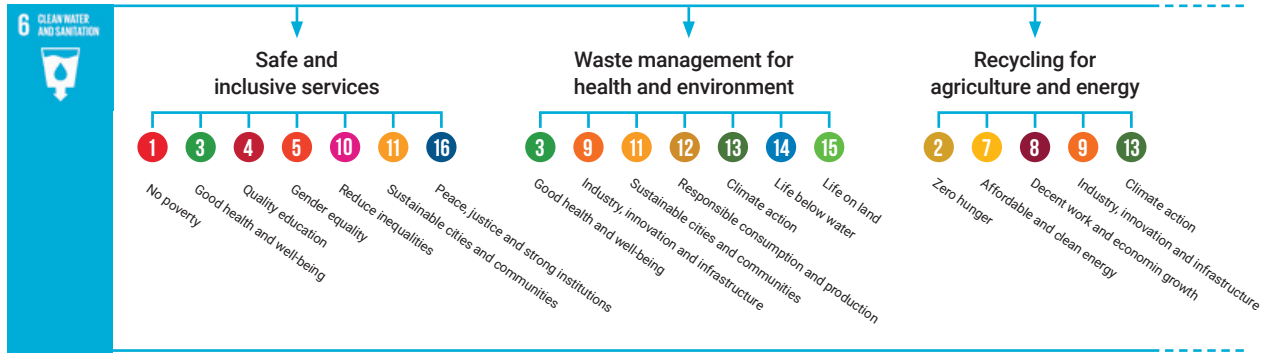 6 CLEAN WATER
AND SANITATION
Safe and
inclusive services
1 3 4 5 10 11 16
No poverty
Good health and well-being
Quality education
Gender equality
Reduce inequalities
Sustainable cities and communities
Peace, justice and strong institutions
Waste management for
health and environment
3 9 11 12 13 14 15
Good health and well-being
Industry, innovation and infrastructure
Sustainable cities and communities
Responsible consumption and production
Climate action
Life below water
Life on land
Recycling for
agriculture and energy
2 7 8 9 13
Zero hunger
Affordable and clean energy
Decent work and economin growth
Industry, innovation and infrastructure
Climate action